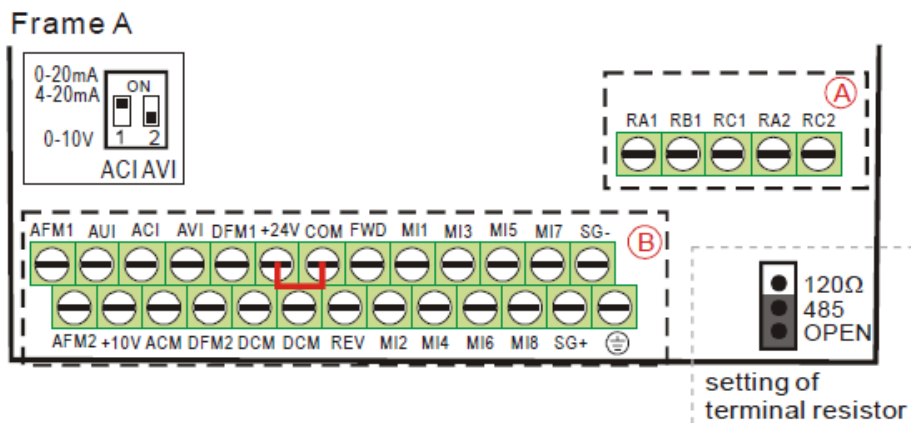 Frame A
0-20mA
4-20mA
ON
0-10V
1 2
ACI AVI
A
RA1 RB1 RC1 RA2 RC2
AFM1 AUI ACI AVI DFM1 +24V COM FWD MI1 MI3 MI5 MI7 SG-
B
AFM2 +10V ACM DFM2 DCM DCM REV MI2 MI4 MI6 MI8 SG+
120Ω
485
OPEN
setting of
terminal resistor